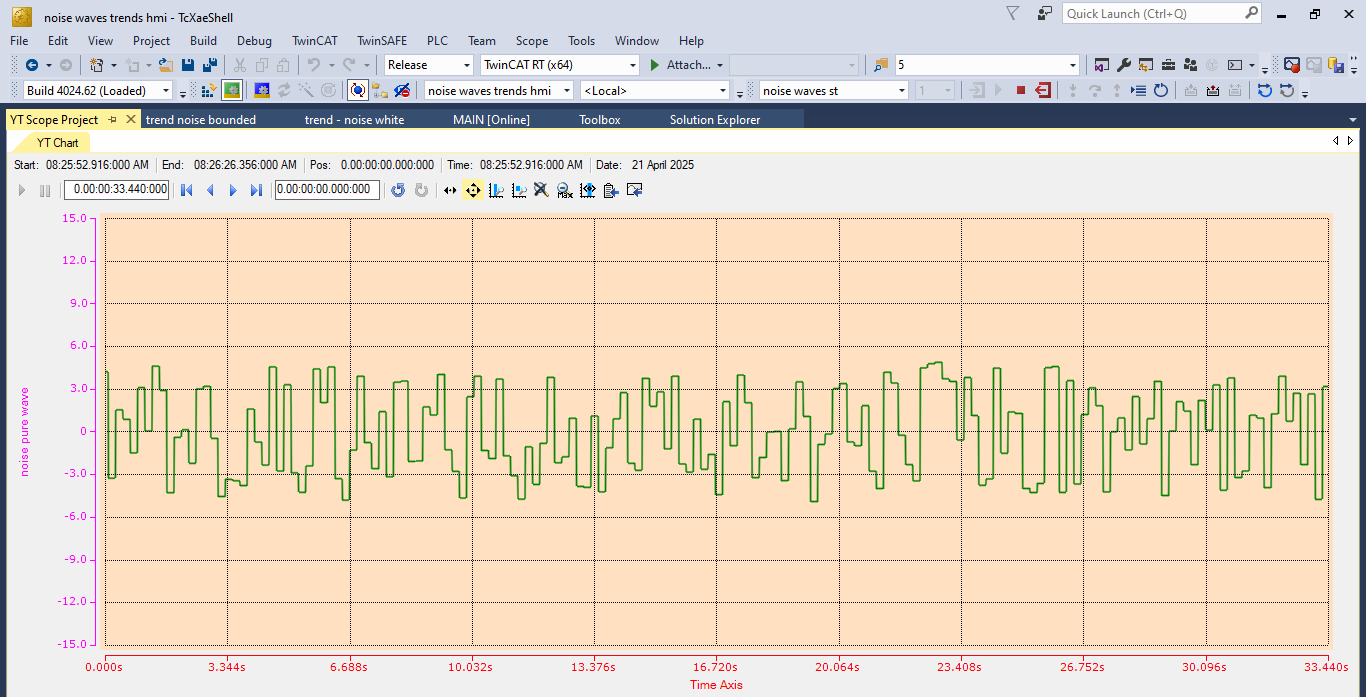 noise waves trends hmi - TcXaeShell
Quick Launch (Ctrl+Q)
File Edit View Project Build Debug TwinCAT TwinSAFE PLC Team Scope Tools Window Help
Release TwinCAT RT (x64) Attach... 5
Build 4024.62 (Loaded) noise waves trends hmi <Local> noise waves st 1
YT Scope Project trend noise bounded trend - noise white MAIN [Online] Toolbox Solution Explorer
YT Chart
Start: 08:25:52.916:000 AM End: 08:26:26.356:000 AM Pos: 0.00:00:00.000:000 Time: 08:25:52.916:000 AM Date: 21 April 2025
0.00:00:33.440:000 0.00:00:00.000:000 Max
15.0
12.0
9.0
6.0
3.0
0
-3.0
-6.0
-9.0
-12.0
-15.0
noise pure wave
0.000s 3.344s 6.688s 10.032s 13.376s 16.720s 20.064s 23.408s 26.752s 30.096s 33.440s
Time Axis